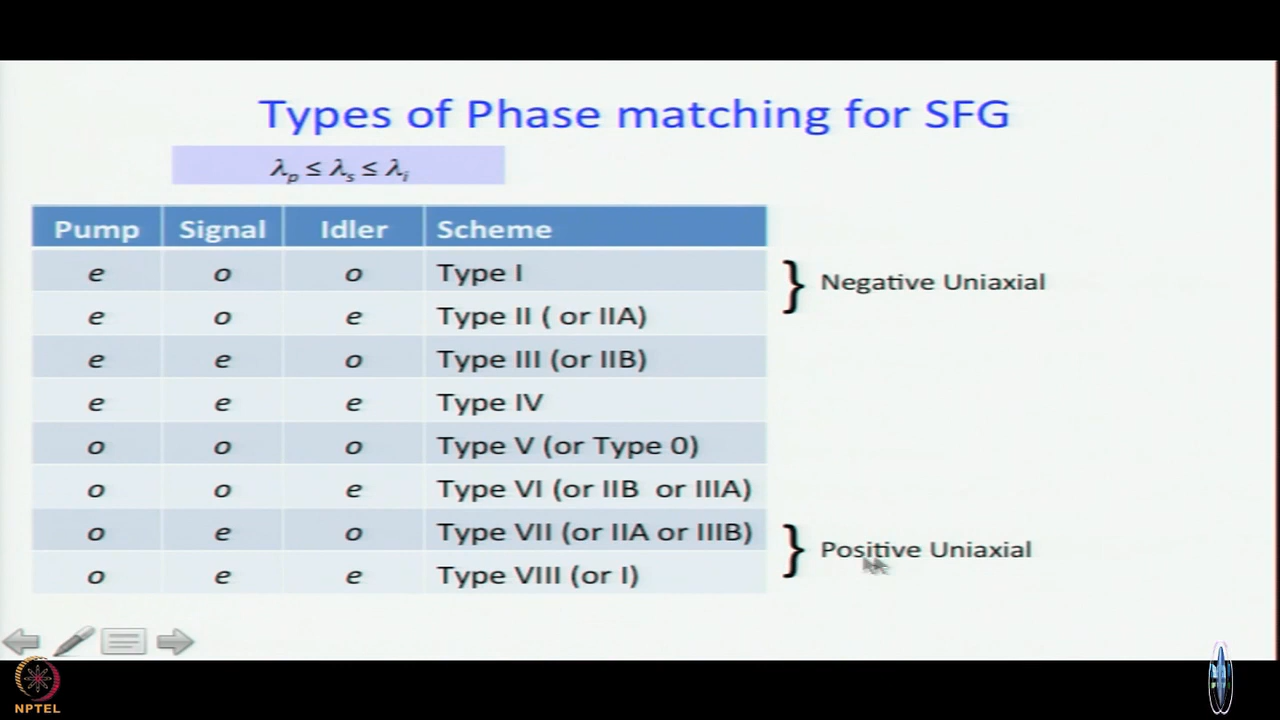 Types of Phase matching for SFG
λp ≤ λs ≤ λi
Pump Signal Idler Scheme
e o o Type I
e o e Type II ( or IIA)
e e o Type III (or IIB)
e e e Type IV
o o o Type V (or Type 0)
o o e Type VI (or IIB or IIIA)
o e o Type VII (or IIA or IIIB)
o e e Type VIII (or I)
} Negative Uniaxial
} Positive Uniaxial
NPTEL